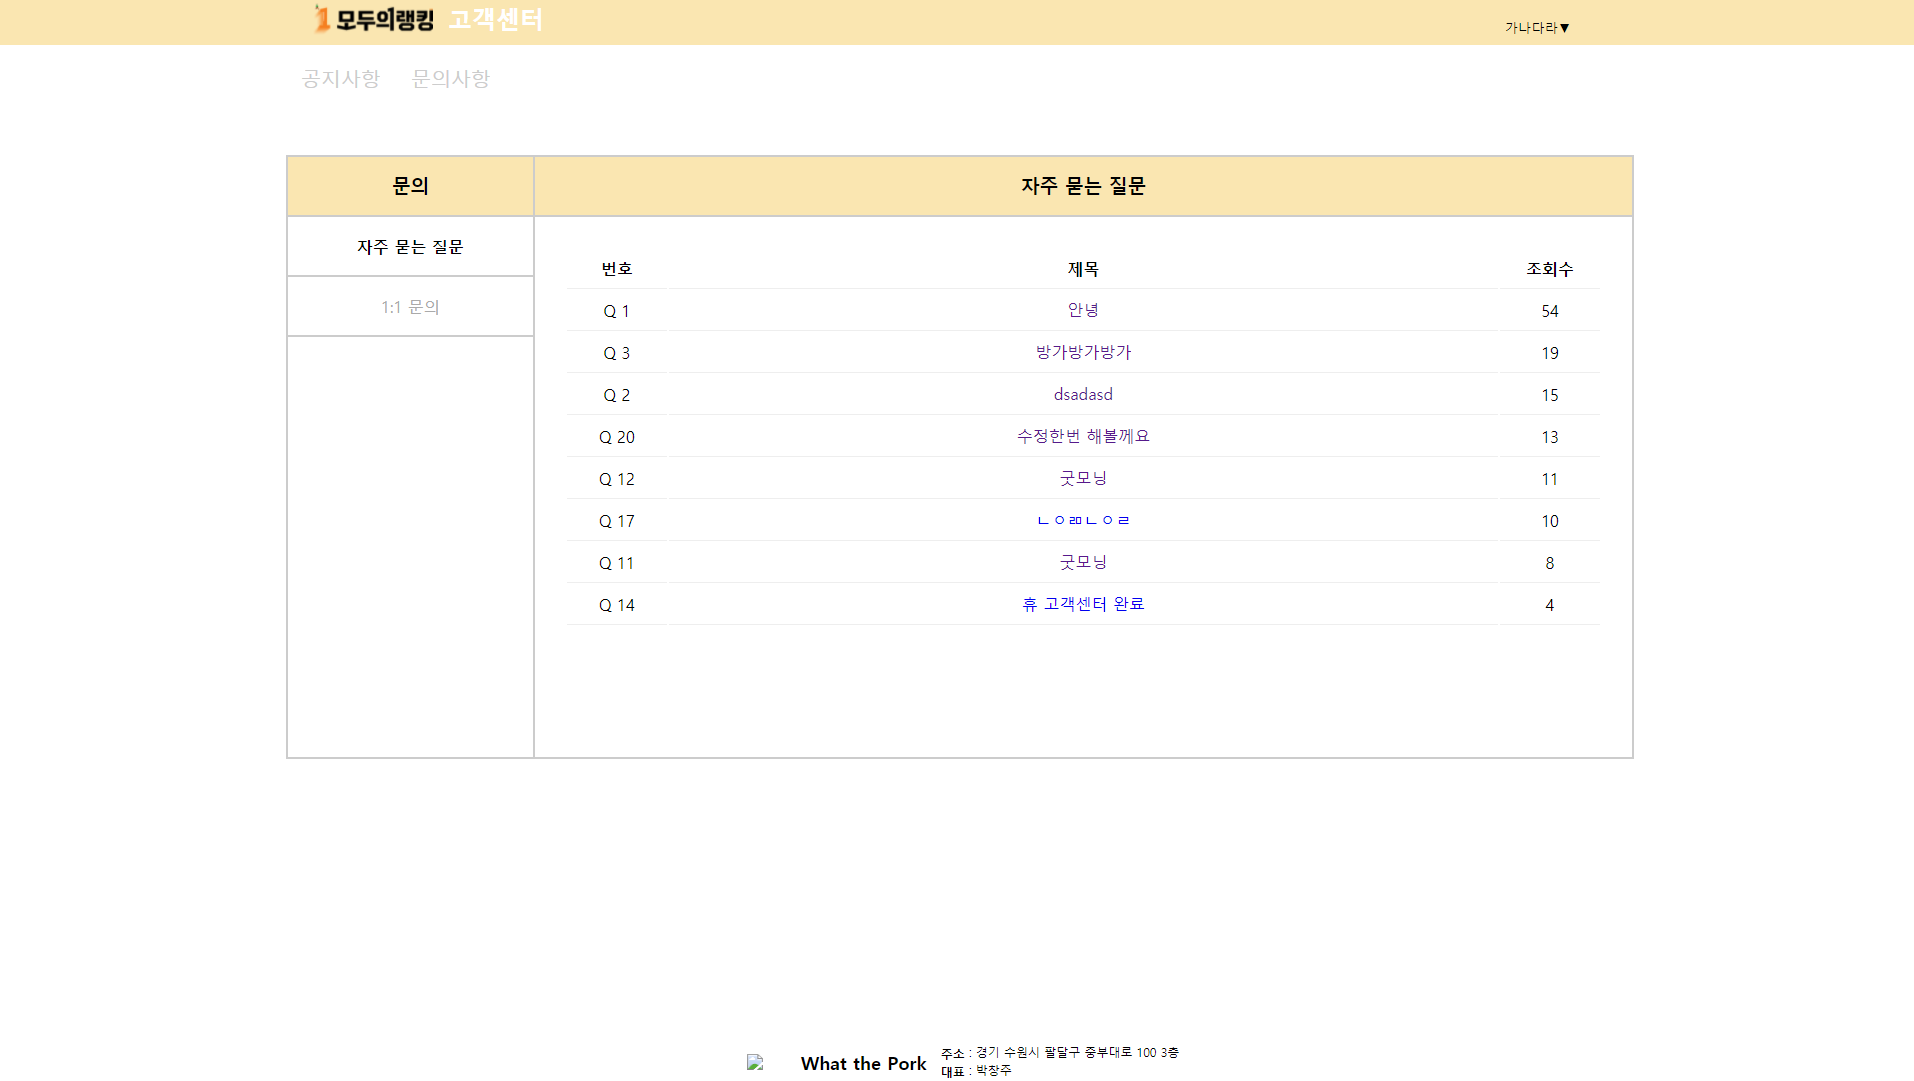 1 모두의랭킹 고객센터
가나다라▼
공지사항 문의사항
문의 자주 묻는 질문
자주 묻는 질문
1:1 문의
번호 제목 조회수
Q 1 안녕 54
Q 3 방가방가방가 19
Q 2 dsadasd 15
Q 20 수정한번 해볼께요 13
Q 12 굿모닝 11
Q 17 ㄴㅇㄻㄴㅇㄹ 10
Q 11 굿모닝 8
Q 14 휴 고객센터 완료 4
What the Pork
주소 : 경기 수원시 팔달구 중부대로 100 3층
대표 : 박창주